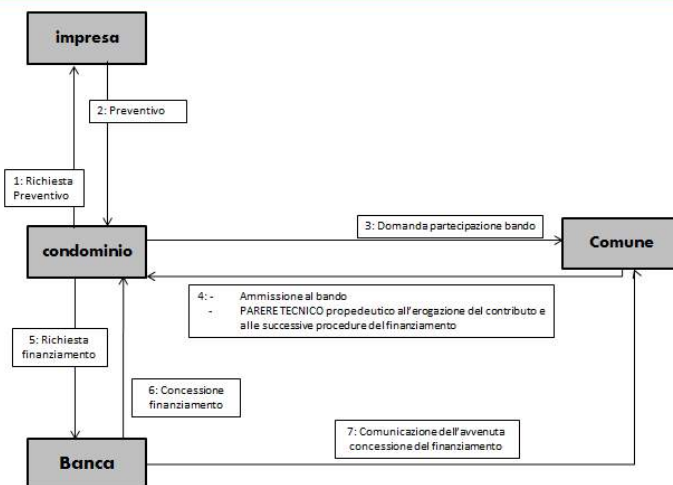 impresa
2: Preventivo
1: Richiesta
Preventivo
3: Domanda partecipazione bando
condominio
Comune
4: - Ammissione al bando
- PARERE TECNICO propedeutico all'erogazione del contributo e
alle successive procedure del finanziamento
5: Richiesta
finanziamento
6: Concessione
finanziamento
7: Comunicazione dell'avvenuta
concessione del finanziamento
Banca